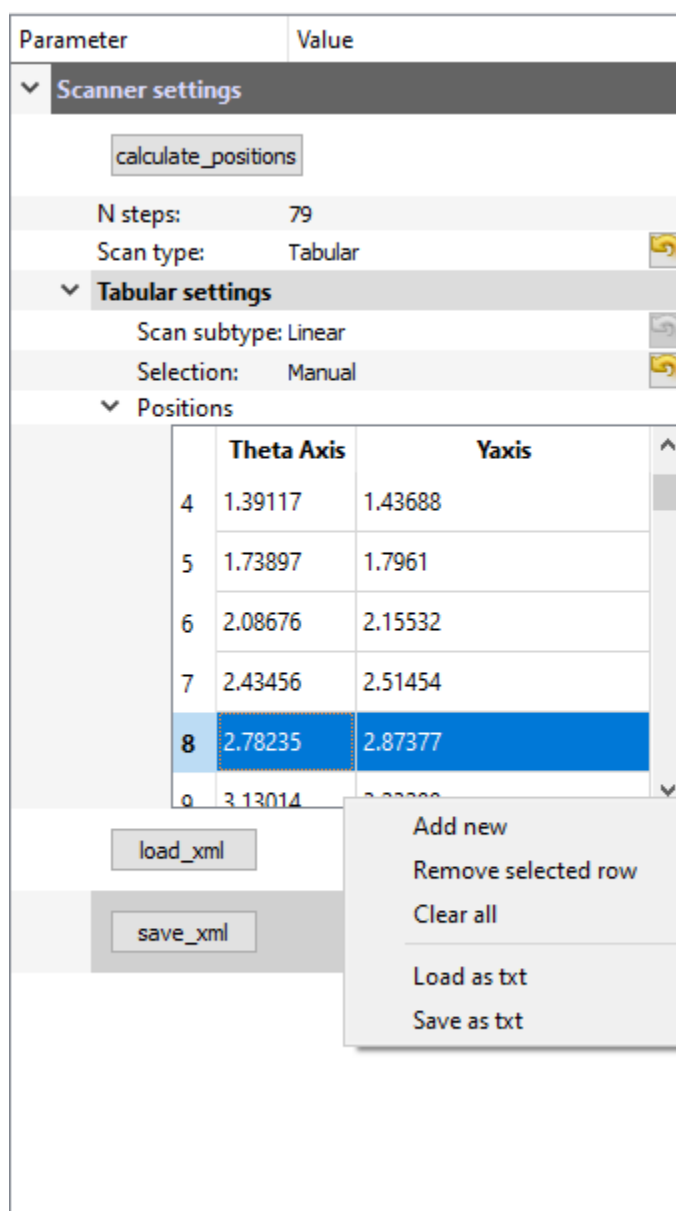 Parameter Value
Scanner settings
calculate_positions
N steps: 79
Scan type: Tabular
Tabular settings
Scan subtype: Linear
Selection: Manual
Positions
Theta Axis Yaxis
4 1.39117 1.43688
5 1.73897 1.7961
6 2.08676 2.15532
7 2.43456 2.51454
8 2.78235 2.87377
9 3.13014
Add new
load_xml
Remove selected row
Clear all
save_xml
Load as txt
Save as txt